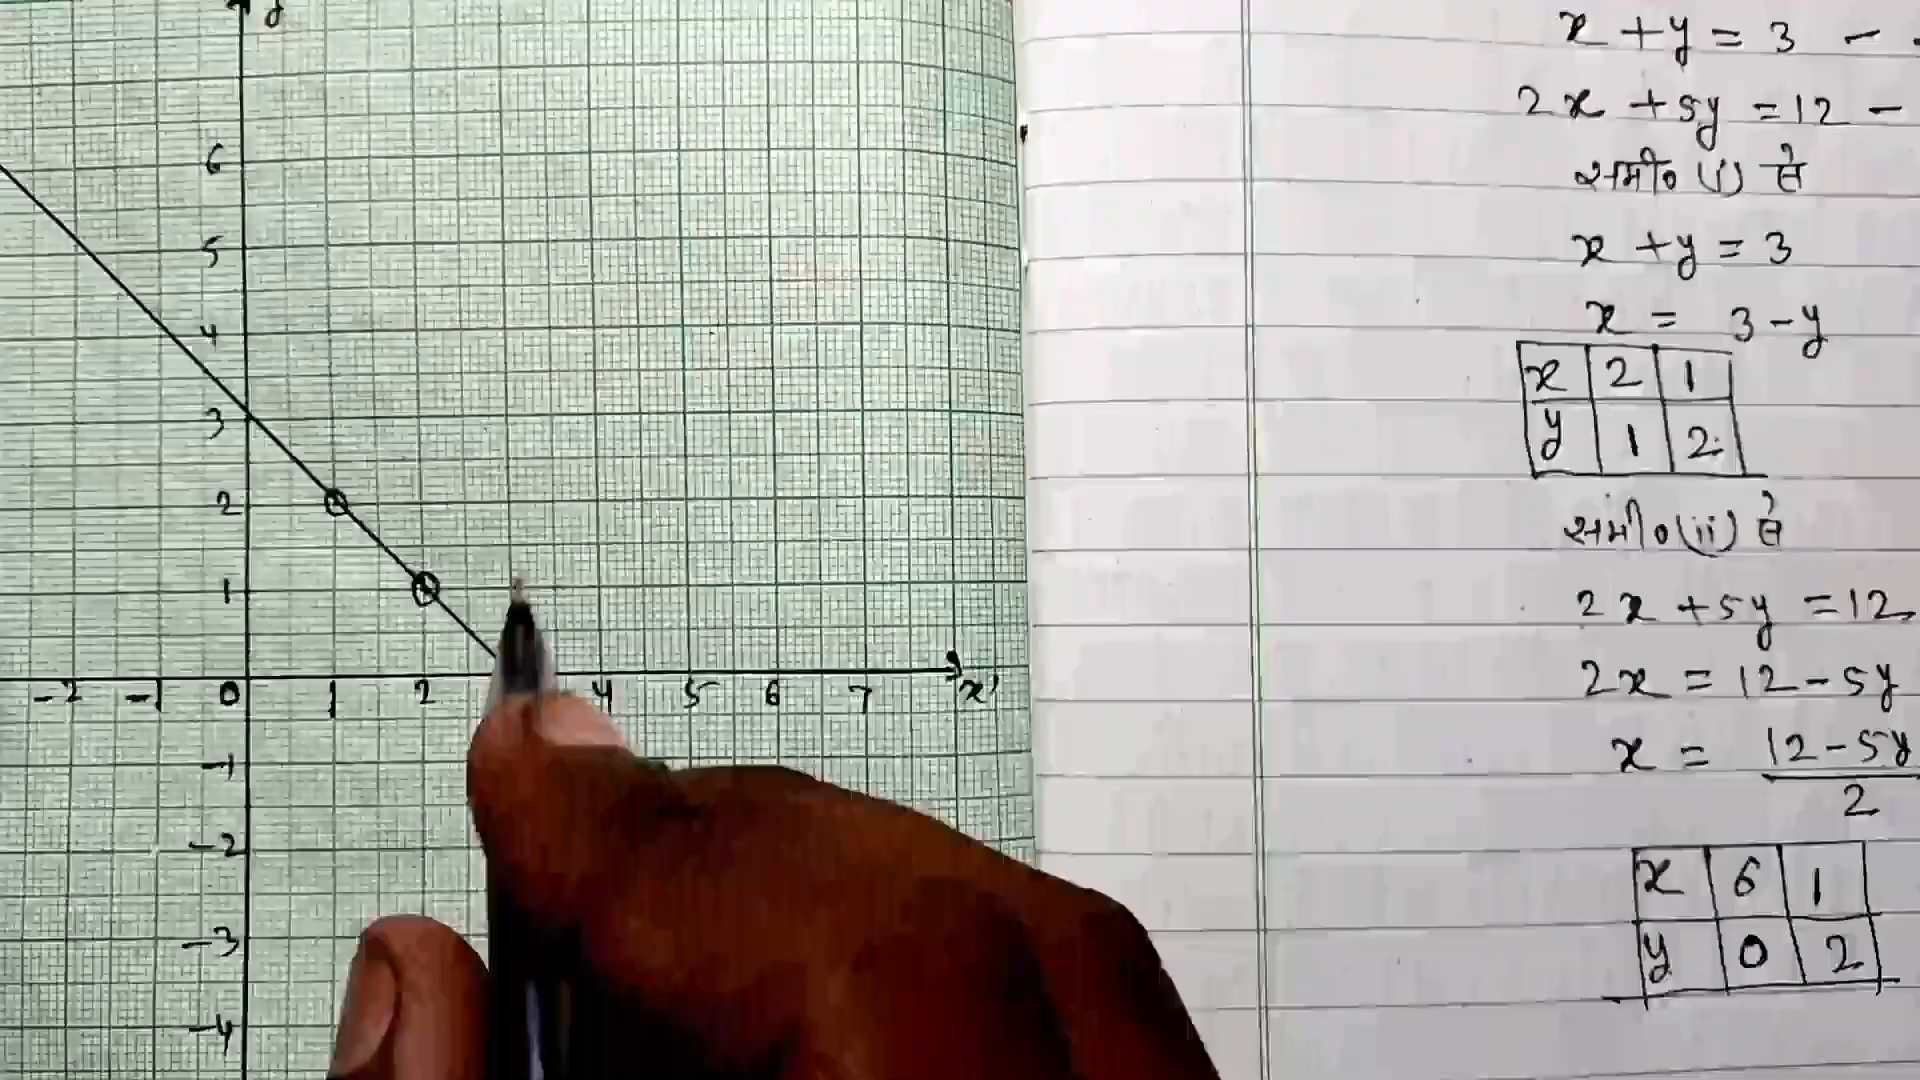 y
6
5
4
3
2
1
-2 -1 0 1 2 4 5 6 7 x'
-1
-2
-3
-4
x + y = 3 -
2x + 5y = 12 -
समी० (i) से
x + y = 3
x = 3 - y
x 2 1
y 1 2
समी० (ii) से
2x + 5y = 12
2x = 12 - 5y
x = 12 - 5y
2
x 6 1
y 0 2